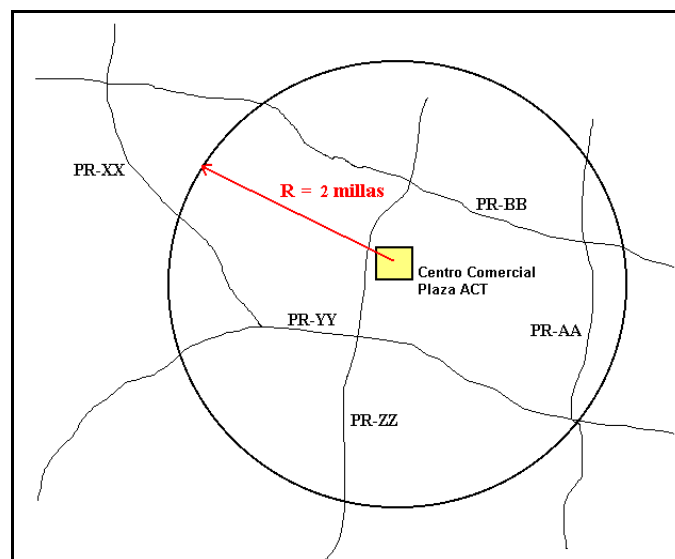 PR-XX
R = 2 millas
PR-BB
Centro Comercial
Plaza ACT
PR-YY
PR-AA
PR-ZZ